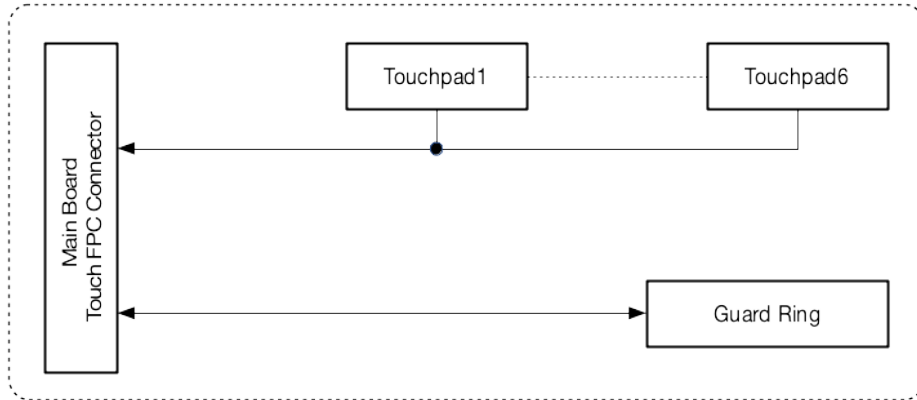 Touchpad1
Touchpad6
Main Board
Touch FPC Connector
Guard Ring